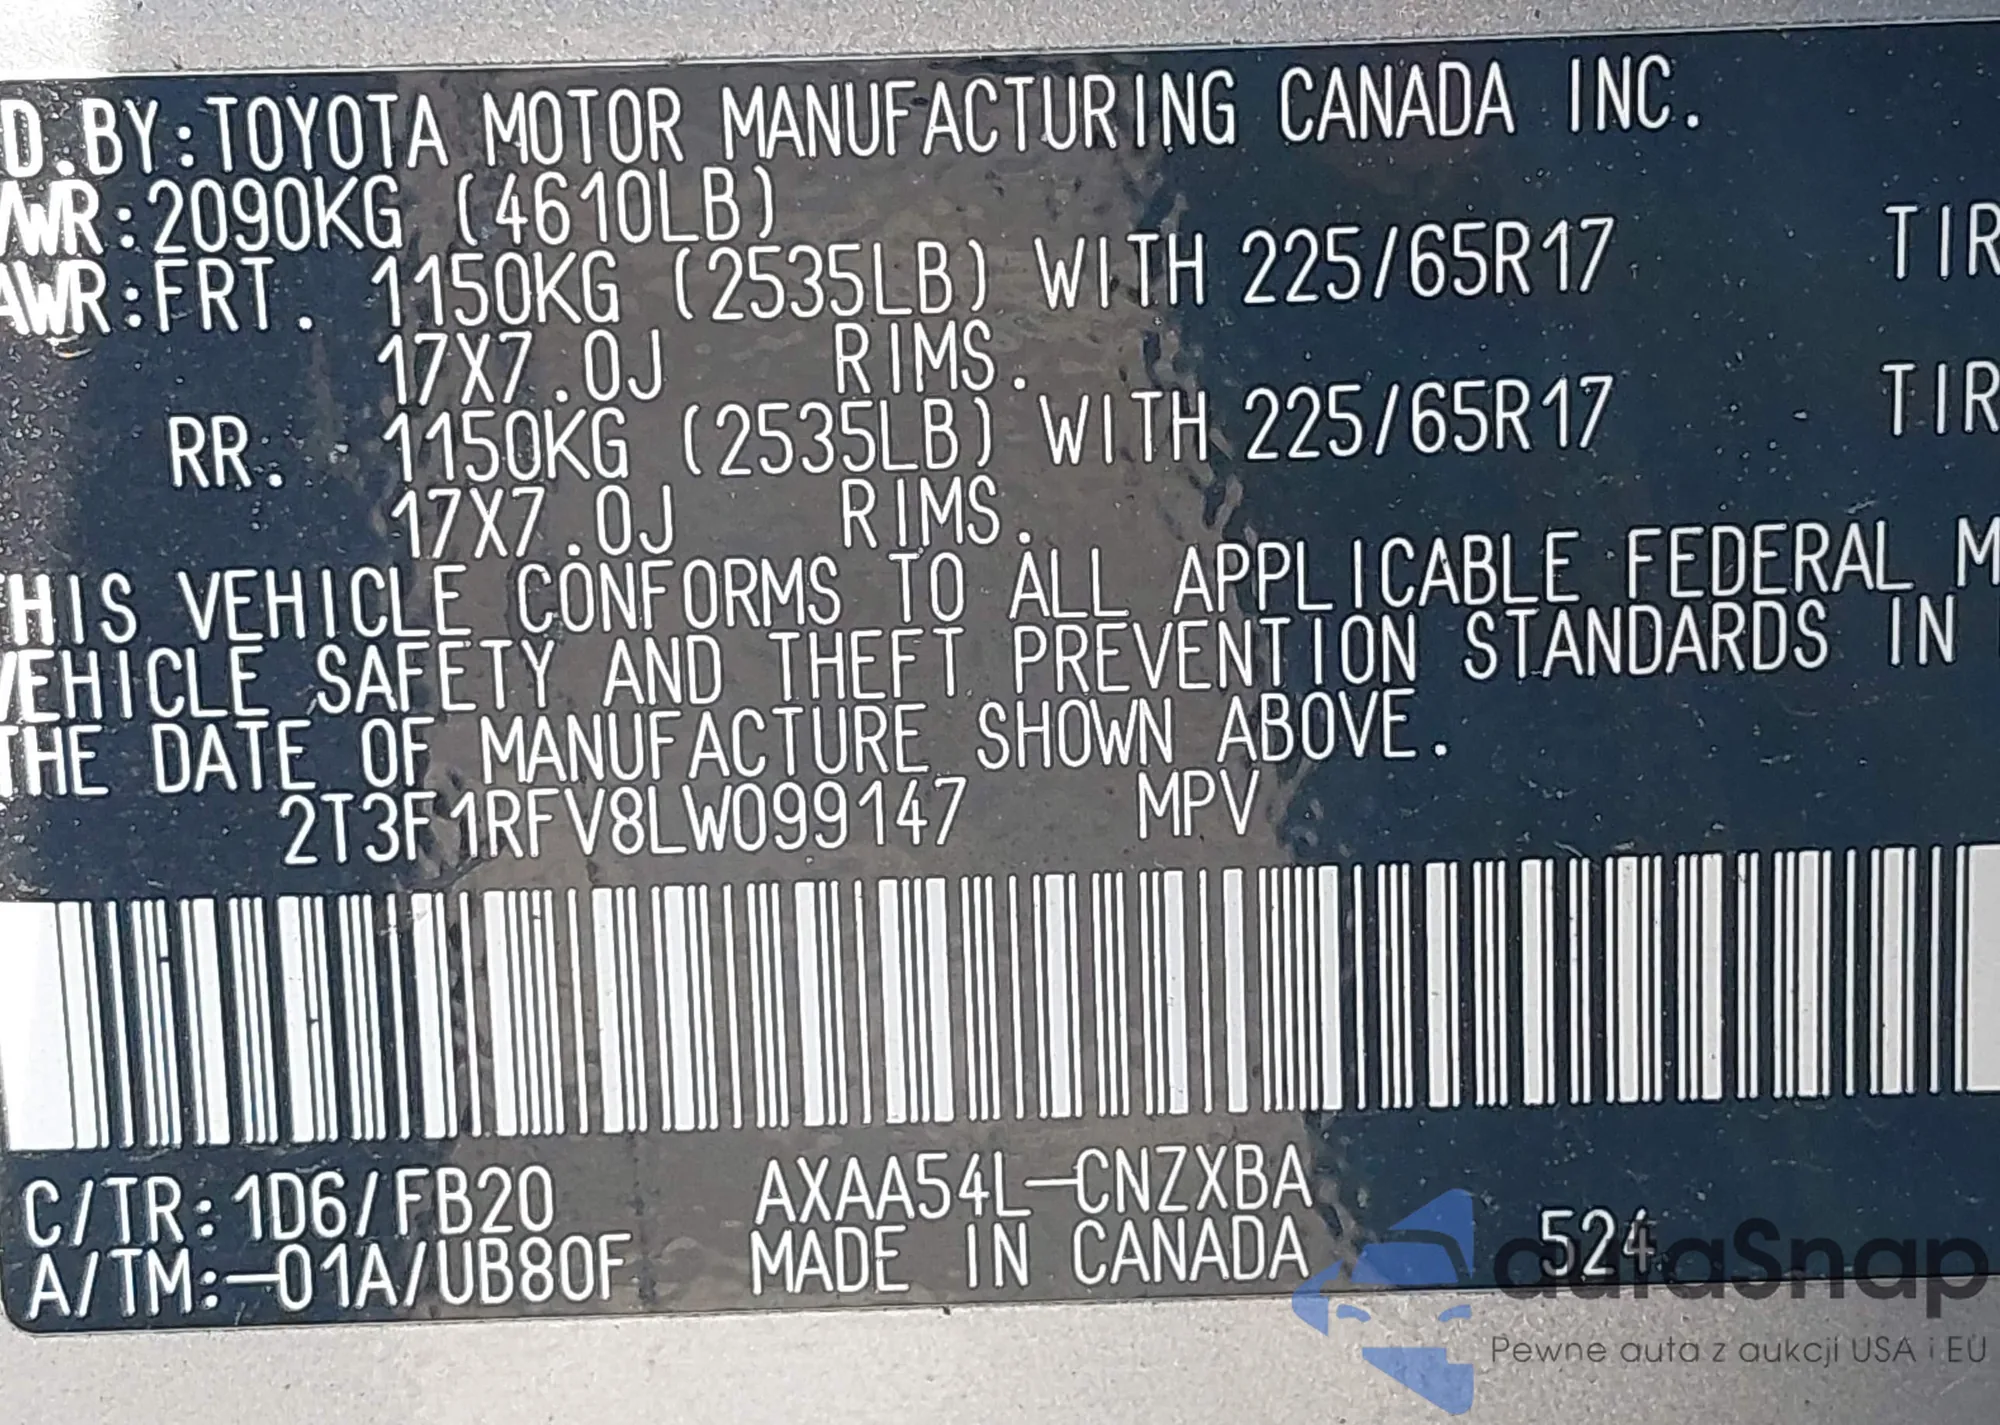 D.BY:TOYOTA MOTOR MANUFACTURING CANADA INC.
WR:2090KG (4610LB)
AWR:FRT. 1150KG (2535LB) WITH 225/65R17 TIR
17X7.0J RIMS.
RR. 1150KG (2535LB) WITH 225/65R17 TIR
17X7.0J RIMS.
HIS VEHICLE CONFORMS TO ALL APPLICABLE FEDERAL M
VEHICLE SAFETY AND THEFT PREVENTION STANDARDS IN
THE DATE OF MANUFACTURE SHOWN ABOVE.
2T3F1RFV8LW099147 MPV
C/TR:1D6/FB20 AXAA54L-CNZXBA
A/TM:-01A/UB80F MADE IN CANADA 524
autaSnap
Pewne auta z aukcji USA i EU